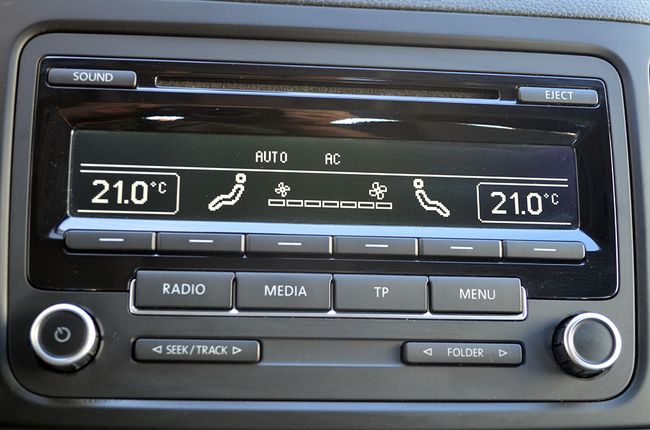 SOUND
EJECT
AUTO AC
21.0°C
21.0°C
RADIO MEDIA TP MENU
SEEK/TRACK
FOLDER